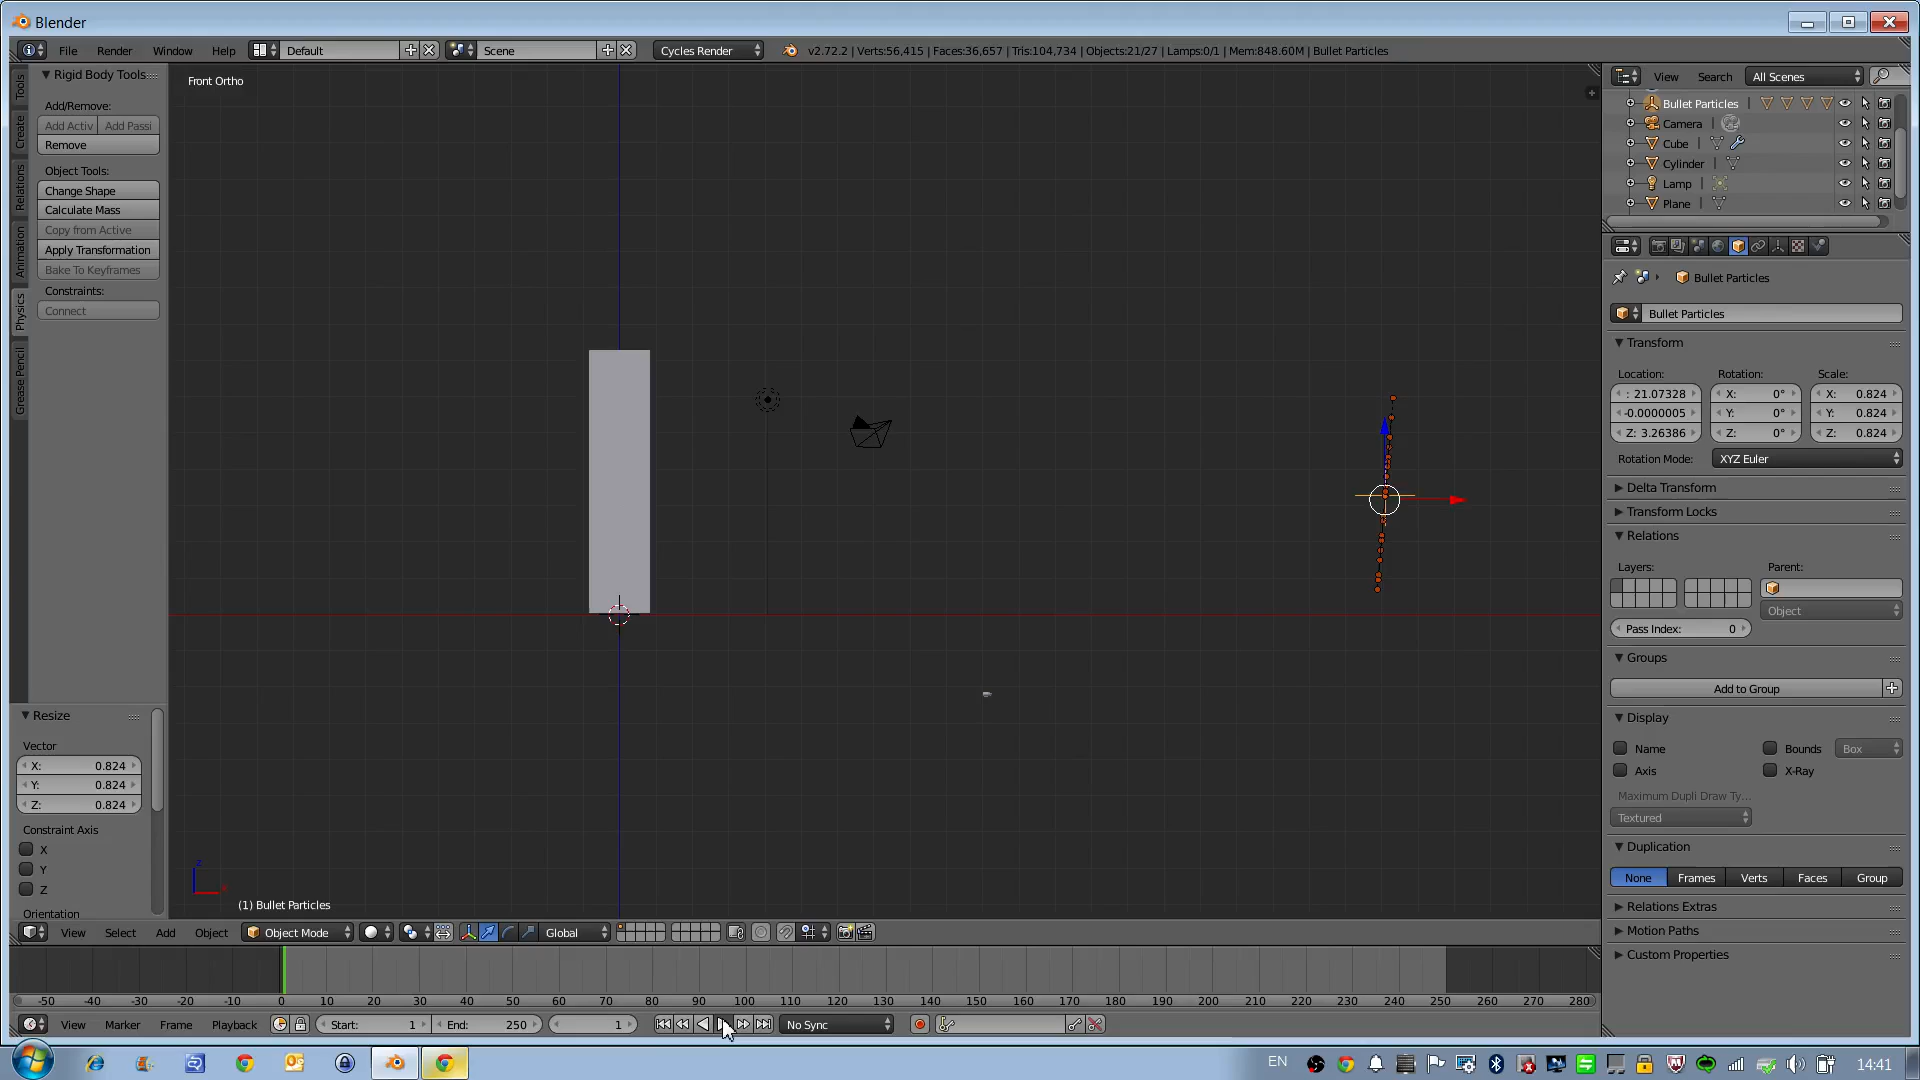 Blender
File Render Window Help Default Scene Cycles Render v2.72.2 | Verts:56,415 | Faces:36,657 | Tris:104,734 | Objects:21/27 | Lamps:0/1 | Mem:848.60M | Bullet Particles
Tools
Create
Relations
Animation
Physics
Grease Pencil
Rigid Body Tools
Add/Remove:
Add Activ Add Passi
Remove
Object Tools:
Change Shape
Calculate Mass
Copy from Active
Apply Transformation
Bake To Keyframes
Constraints:
Connect
Resize
Vector
X: 0.824
Y: 0.824
Z: 0.824
Constraint Axis
X
Y
Z
Orientation
Front Ortho
z
x
(1) Bullet Particles
View Select Add Object Object Mode Global
-50 -40 -30 -20 -10 0 10 20 30 40 50 60 70 80 90 100 110 120 130 140 150 160 170 180 190 200 210 220 230 240 250 260 270 280
View Marker Frame Playback Start: 1 End: 250 1 No Sync
View Search All Scenes
Bullet Particles
Camera
Cube
Cylinder
Lamp
Plane
Bullet Particles
Bullet Particles
Transform
Location: Rotation: Scale:
: 21.07328 X: 0° X: 0.824
-0.0000005 Y: 0° Y: 0.824
Z: 3.26386 Z: 0° Z: 0.824
Rotation Mode: XYZ Euler
Delta Transform
Transform Locks
Relations
Layers: Parent:
Object
Pass Index: 0
Groups
Add to Group
Display
Name Bounds Box
Axis X-Ray
Maximum Dupli Draw Ty...
Textured
Duplication
None Frames Verts Faces Group
Relations Extras
Motion Paths
Custom Properties
EN 14:41